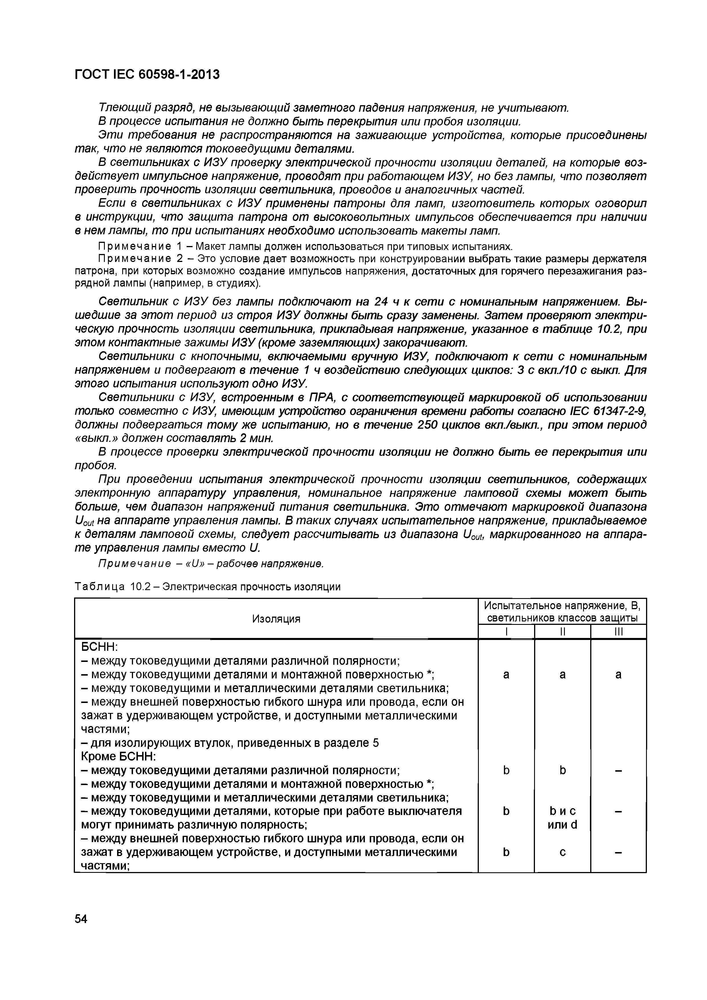 ГОСТ IEC 60598-1-2013
Тлеющий разряд, не вызывающий заметного падения напряжения, не учитывают.
В процессе испытания не должно быть перекрытия или пробоя изоляции.
Эти требования не распространяются на зажигающие устройства, которые присоединены
так, что не являются токоведущими деталями.
В светильниках с ИЗУ проверку электрической прочности изоляции деталей, на которые воз-
действует импульсное напряжение, проводят при работающем ИЗУ, но без лампы, что позволяет
проверить прочность изоляции светильника, проводов и аналогичных частей.
Если в светильниках с ИЗУ применены патроны для ламп, изготовитель которых оговорил
в инструкции, что защита патрона от высоковольтных импульсов обеспечивается при наличии
в нем лампы, то при испытаниях необходимо использовать макеты ламп.
Примечание 1 – Макет лампы должен использоваться при типовых испытаниях.
Примечание 2 – Это условие дает возможность при конструировании выбрать такие размеры держателя
патрона, при которых возможно создание импульсов напряжения, достаточных для горячего перезажигания раз-
рядной лампы (например, в студиях).
Светильник с ИЗУ без лампы подключают на 24 ч к сети с номинальным напряжением. Вы-
шедшие за этот период из строя ИЗУ должны быть сразу заменены. Затем проверяют электри-
ческую прочность изоляции светильника, прикладывая напряжение, указанное в таблице 10.2, при
этом контактные зажимы ИЗУ (кроме заземляющих) закорачивают.
Светильники с кнопочными, включаемыми вручную ИЗУ, подключают к сети с номинальным
напряжением и подвергают в течение 1 ч воздействию следующих циклов: 3 с вкл./10 с выкл. Для
этого испытания используют одно ИЗУ.
Светильники с ИЗУ, встроенным в ПРА, с соответствующей маркировкой об использовании
только совместно с ИЗУ, имеющим устройство ограничения времени работы согласно IEC 61347-2-9,
должны подвергаться тому же испытанию, но в течение 250 циклов вкл./выкл., при этом период
«выкл.» должен составлять 2 мин.
В процессе проверки электрической прочности изоляции не должно быть ее перекрытия или
пробоя.
При проведении испытания электрической прочности изоляции светильников, содержащих
электронную аппаратуру управления, номинальное напряжение ламповой схемы может быть
больше, чем диапазон напряжений питания светильника. Это отмечают маркировкой диапазона
Uout на аппарате управления лампы. В таких случаях испытательное напряжение, прикладываемое
к деталям ламповой схемы, следует рассчитывать из диапазона Uout, маркированного на аппара-
те управления лампы вместо U.
Примечание – «U» – рабочее напряжение.
Таблица 10.2 – Электрическая прочность изоляции
Изоляция
Испытательное напряжение, В,
светильников классов защиты
I II III
БСНН:
– между токоведущими деталями различной полярности;
– между токоведущими деталями и монтажной поверхностью *; a a a
– между токоведущими и металлическими деталями светильника;
– между внешней поверхностью гибкого шнура или провода, если он
зажат в удерживающем устройстве, и доступными металлическими
частями;
– для изолирующих втулок, приведенных в разделе 5
Кроме БСНН:
– между токоведущими деталями различной полярности; b b –
– между токоведущими деталями и монтажной поверхностью *;
– между токоведущими и металлическими деталями светильника;
– между токоведущими деталями, которые при работе выключателя b b и c –
могут принимать различную полярность; или d
– между внешней поверхностью гибкого шнура или провода, если он
зажат в удерживающем устройстве, и доступными металлическими b c –
частями;
54